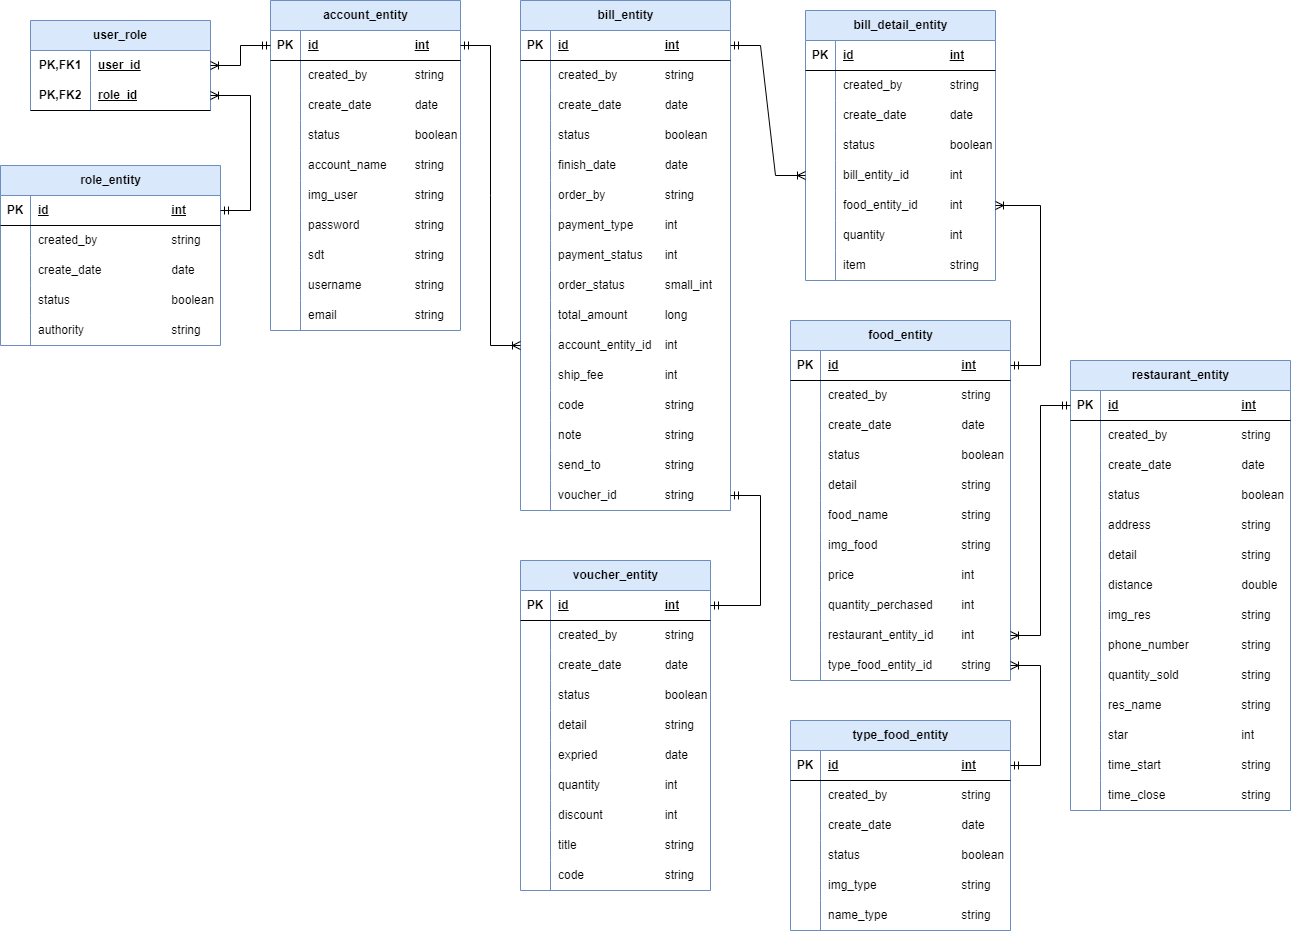 user_role
PK,FK1 user_id
PK,FK2 role_id
role_entity
PK id int
created_by string
create_date date
status boolean
authority string
account_entity
PK id int
created_by string
create_date date
status boolean
account_name string
img_user string
password string
sdt string
username string
email string
bill_entity
PK id int
created_by string
create_date date
status boolean
finish_date date
order_by string
payment_type int
payment_status int
order_status small_int
total_amount long
account_entity_id int
ship_fee int
code string
note string
send_to string
voucher_id string
voucher_entity
PK id int
created_by string
create_date date
status boolean
detail string
expried date
quantity int
discount int
title string
code string
bill_detail_entity
PK id int
created_by string
create_date date
status boolean
bill_entity_id int
food_entity_id int
quantity int
item string
food_entity
PK id int
created_by string
create_date date
status boolean
detail string
food_name string
img_food string
price int
quantity_perchased int
restaurant_entity_id int
type_food_entity_id string
type_food_entity
PK id int
created_by string
create_date date
status boolean
img_type string
name_type string
restaurant_entity
PK id int
created_by string
create_date date
status boolean
address string
detail string
distance double
img_res string
phone_number string
quantity_sold string
res_name string
star int
time_start string
time_close string